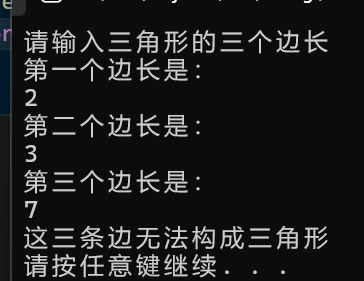 请输入三角形的三个边长
第一个边长是：
2
第二个边长是：
3
第三个边长是：
7
这三条边无法构成三角形
请按任意键继续. . .